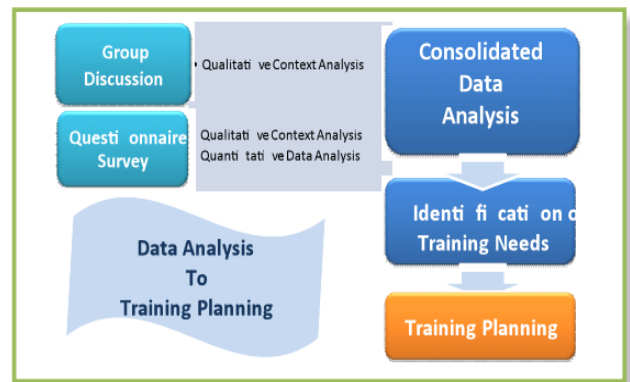 Group
Discussion
• Qualitati ve Context Analysis
Questi onnaire
Survey
Qualitati ve Context Analysis
Quanti tati ve Data Analysis
Consolidated
Data
Analysis
Identi fi cati on o
Training Needs
Training Planning
Data Analysis
To
Training Planning